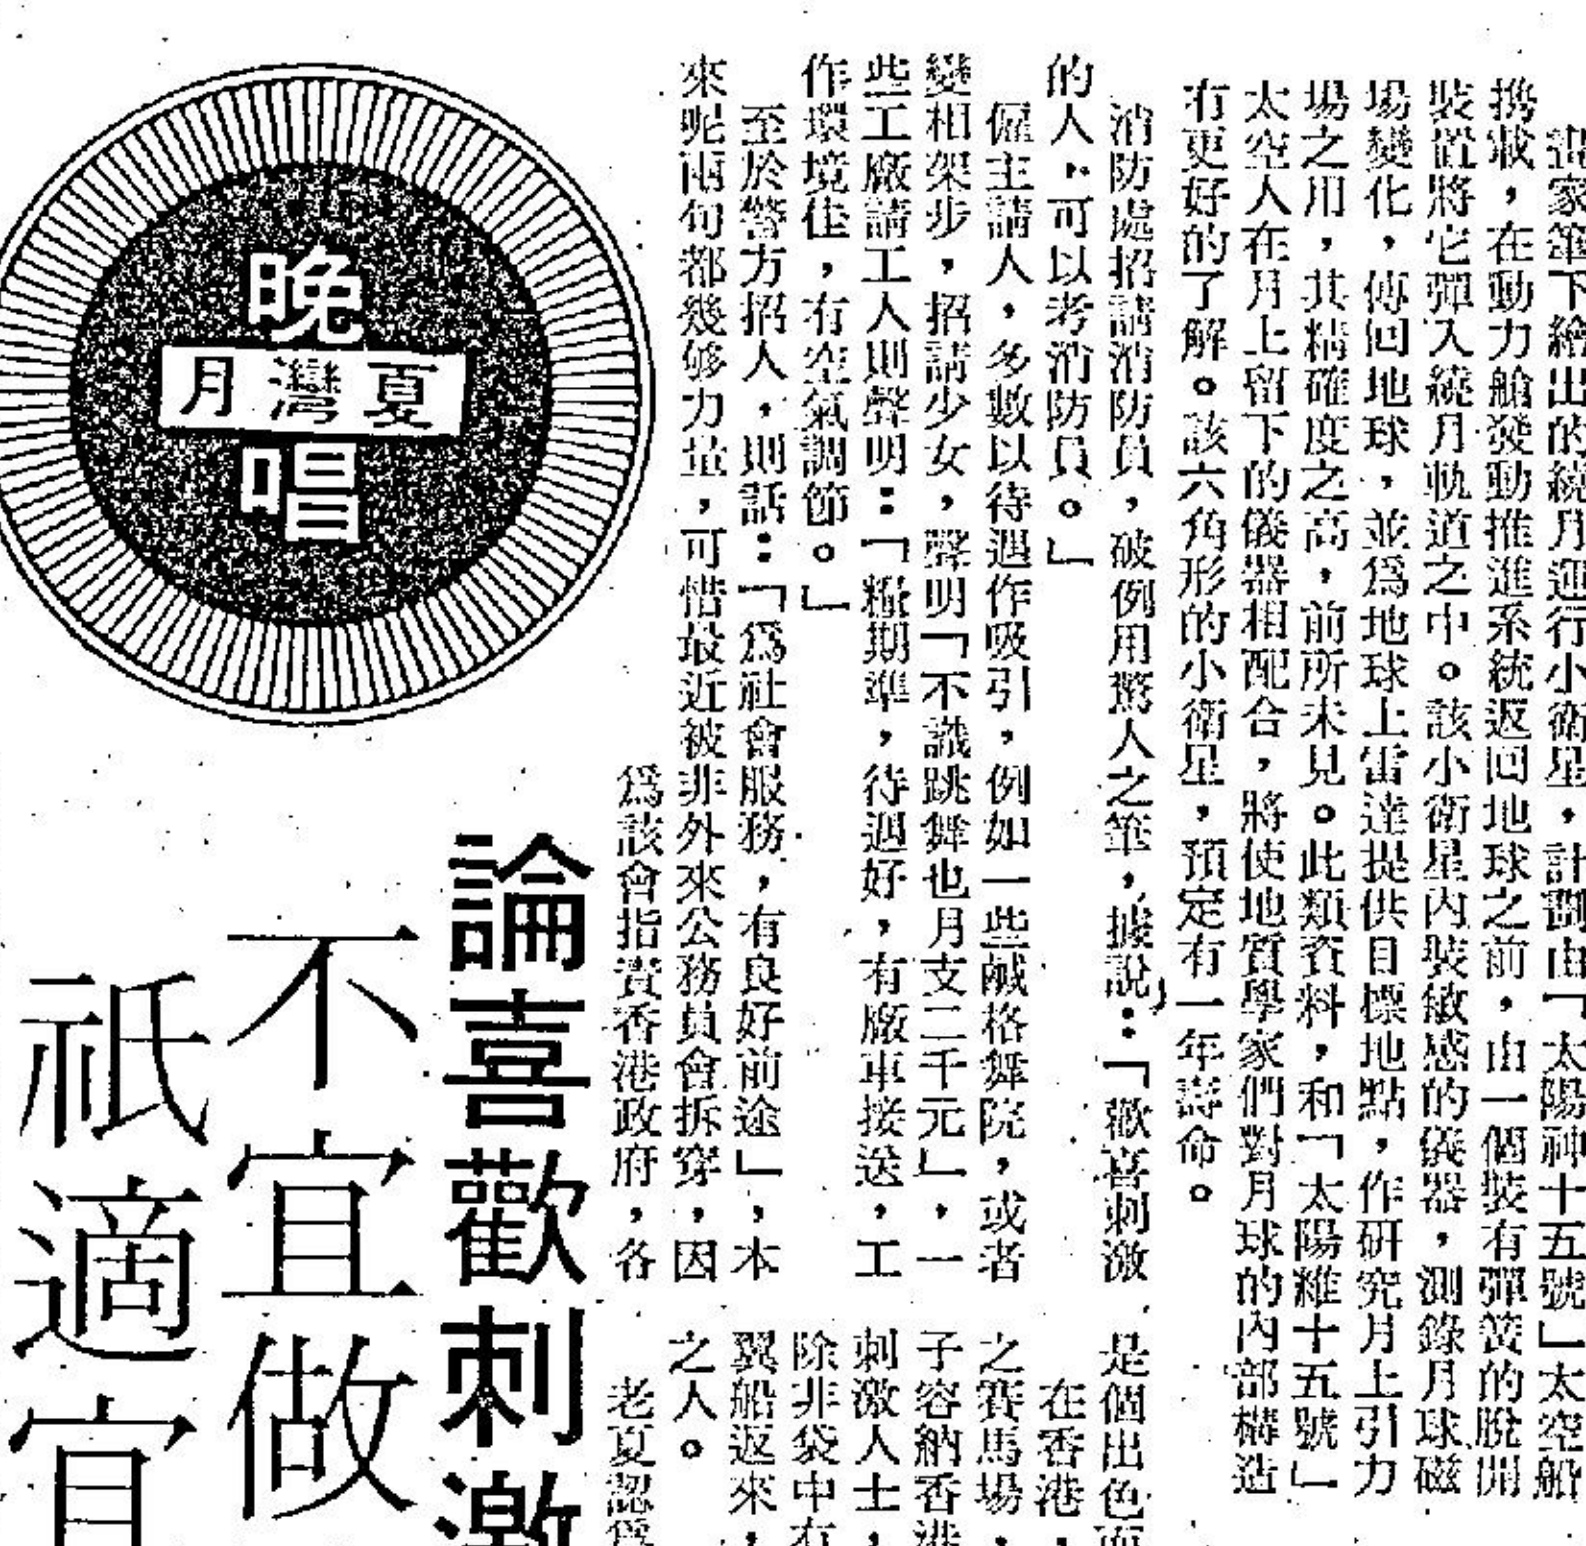 畫家筆下繪出的繞月運行小衛星，計劃由「太陽神十五號」太空船
携載，在動力艙發動推進系統返回地球之前，由一個裝有彈簧的脫開
裝置將它彈入繞月軌道之中。該小衛星內裝敏感的儀器，測錄月球磁
場變化，傳回地球，並爲地球上雷達提供目標地點，作研究月上引力
場之用，其精確度之高，前所未見。此類資料，和「太陽維十五號」
太空人在月上留下的儀器相配合，將使地質學家們對月球的內部構造
有更好的了解。該六角形的小衛星，預定有一年壽命。
消防處招請消防員，破例用驚人之筆，據說：「歡喜刺激
的人，可以考消防員。」
僱主請人，多數以待遇作吸引，例如一些鹹格舞院，或者
變相架步，招請少女，聲明「不識跳舞也月支二千元」，一
些工廠請工人則聲明：「糧期準，待遇好，有廠車接送，工
作環境佳，有空氣調節。」
至於警方招人，則話：「爲社會服務，有良好前途」，本
來呢兩句都幾够力量，可惜最近被非外來公務員會拆穿，因
爲該會指責香港政府，各
是個出色而
在香港，
之賽馬場，
子容納香港
刺激人士，
除非袋中有
翼船返來，
之人。
老夏認爲
論喜歡刺激
不宜做
祇適宜
晚
夏灣月
唱